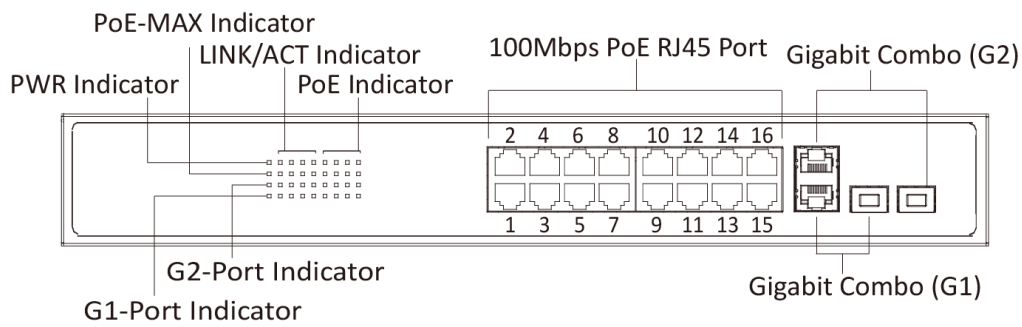 PoE-MAX Indicator
LINK/ACT Indicator
100Mbps PoE RJ45 Port
Gigabit Combo (G2)
PWR Indicator
PoE Indicator
2 4 6 8 10 12 14 16
1 3 5 7 9 11 13 15
G2-Port Indicator
Gigabit Combo (G1)
G1-Port Indicator